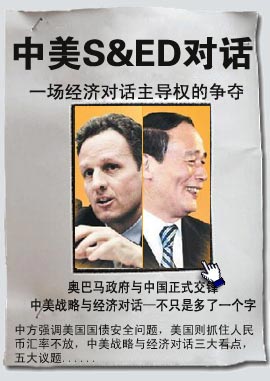 中美S&ED对话
一场经济对话主导权的争夺
奥巴马政府与中国正式交锋
中美战略与经济对话—不只是多了一个字
中方强调美国国债安全问题，美国则抓住人民
币汇率不放，中美战略与经济对话三大看点，
五大议题......